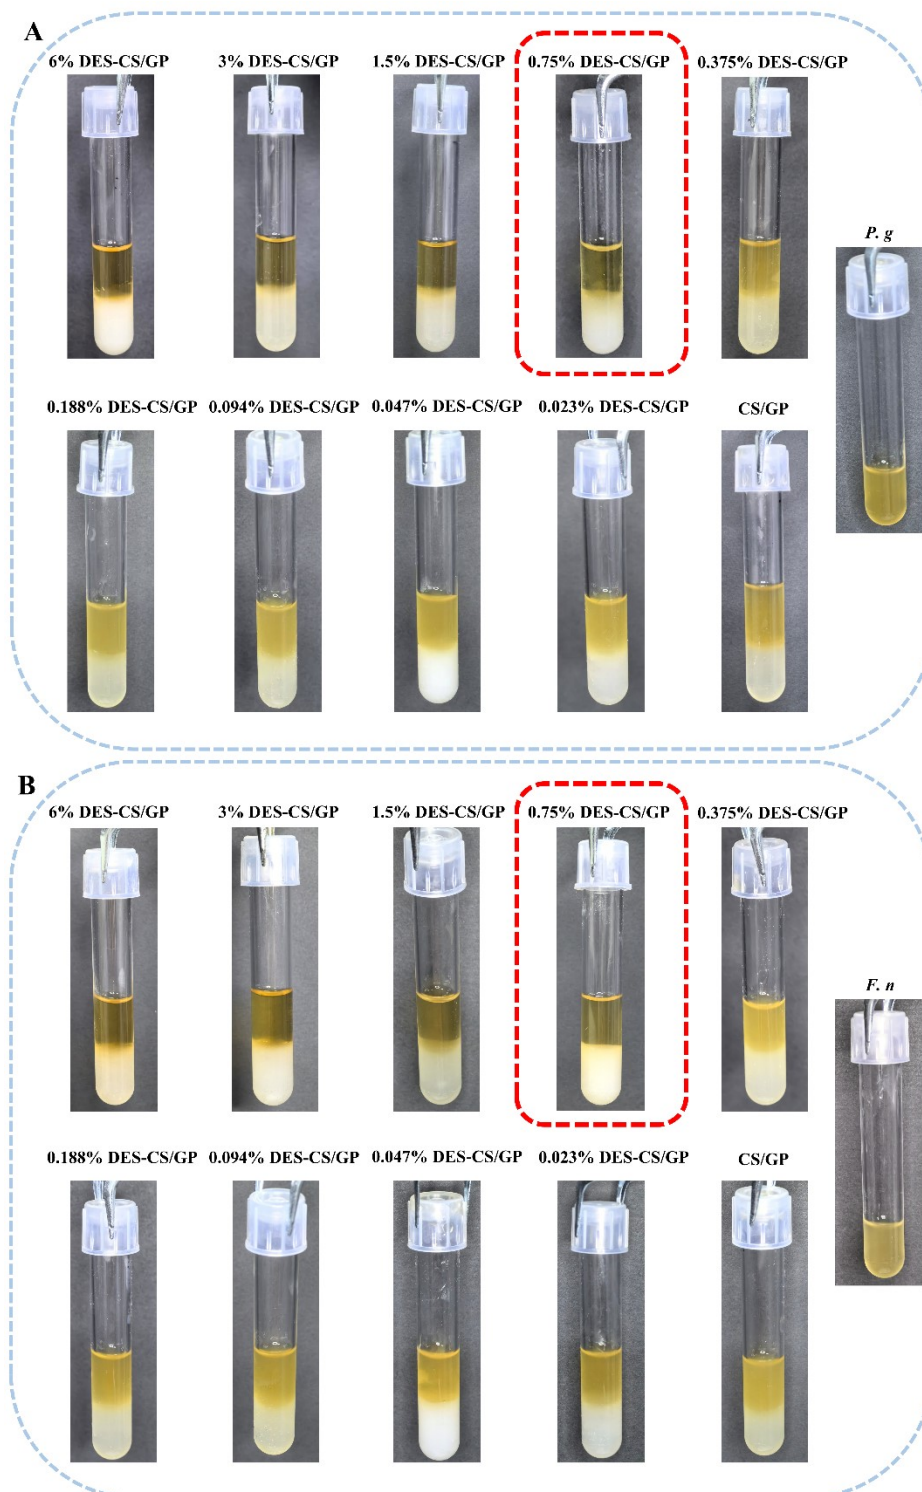 A
6% DES-CS/GP
3% DES-CS/GP
1.5% DES-CS/GP
0.75% DES-CS/GP
0.375% DES-CS/GP
P. g
0.188% DES-CS/GP
0.094% DES-CS/GP
0.047% DES-CS/GP
0.023% DES-CS/GP
CS/GP
B
6% DES-CS/GP
3% DES-CS/GP
1.5% DES-CS/GP
0.75% DES-CS/GP
0.375% DES-CS/GP
F. n
0.188% DES-CS/GP
0.094% DES-CS/GP
0.047% DES-CS/GP
0.023% DES-CS/GP
CS/GP